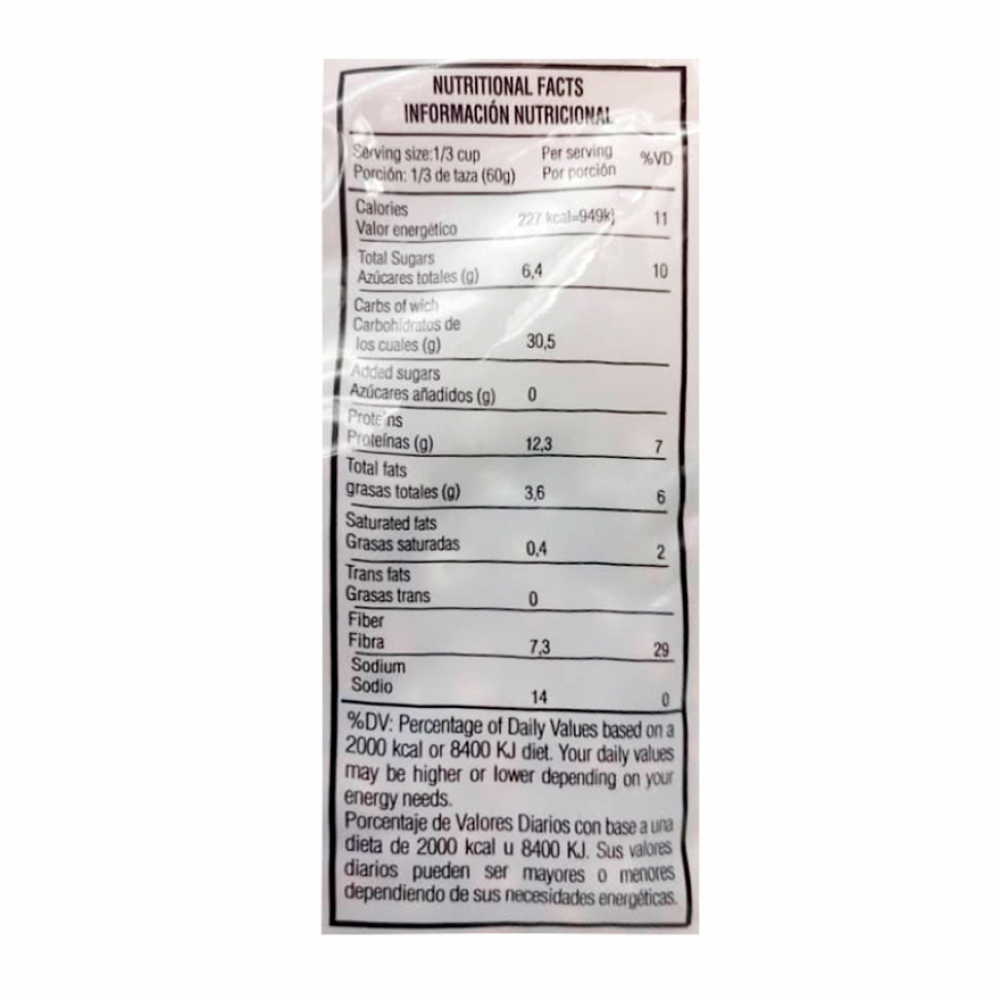 NUTRITIONAL FACTS
INFORMACIÓN NUTRICIONAL
Serving size:1/3 cup Per serving %VD
Porción: 1/3 de taza (60g) Por porción
Calories
Valor energético 227 kcal=949kj 11
Total Sugars
Azúcares totales (g) 6,4 10
Carbs of wich
Carbohidratos de
los cuales (g) 30,5
Added sugars
Azúcares añadidos (g) 0
Proteins
Proteínas (g) 12,3 7
Total fats
grasas totales (g) 3,6 6
Saturated fats
Grasas saturadas 0,4 2
Trans fats
Grasas trans 0
Fiber
Fibra 7,3 29
Sodium
Sodio 14 0
%DV: Percentage of Daily Values based on a
2000 kcal or 8400 KJ diet. Your daily values
may be higher or lower depending on your
energy needs.
Porcentaje de Valores Diarios con base a una
dieta de 2000 kcal u 8400 KJ. Sus valores
diarios pueden ser mayores o menores
dependiendo de sus necesidades energéticas.